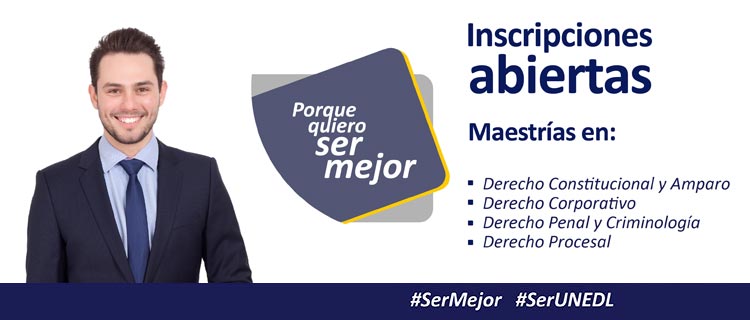 Porque
quiero
ser
mejor
Inscripciones
abiertas
Maestrías en:
▪ Derecho Constitucional y Amparo
▪ Derecho Corporativo
▪ Derecho Penal y Criminología
▪ Derecho Procesal
#SerMejor #SerUNEDL